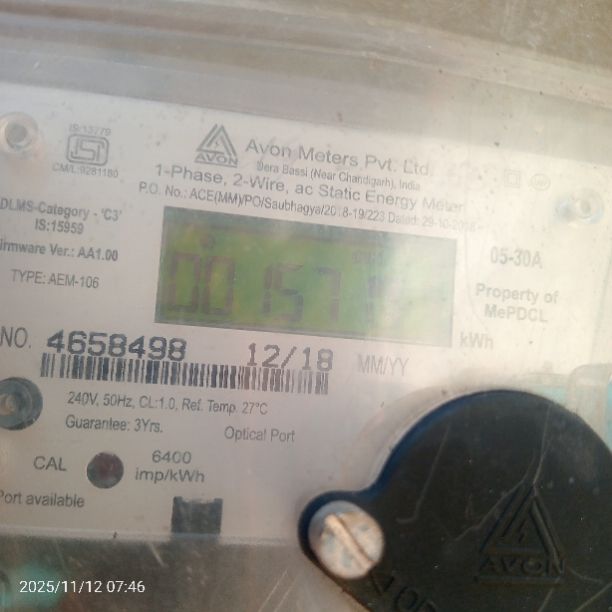 IS:13779
ISI
CM/L:9281180
AVON
Avon Meters Pvt. Ltd.
Dera Bassi (Near Chandigarh), India
1-Phase, 2-Wire, ac Static Energy Meter
P.O. No.: ACE(MM)/PO/Saubhagya/2018-19/223 Dated: 29-10-2018
DLMS-Category - 'C3'
IS:15959
Firmware Ver.: AA1.00
TYPE: AEM-106
00157
05-30A
Property of
MePDCL
kWh
NO. 4658498 12/18 MM/YY
240V, 50Hz, CL:1.0, Ref. Temp. 27°C
Guarantee: 3Yrs.
Optical Port
CAL
6400
imp/kWh
Port available
AVON
2025/11/12 07:46